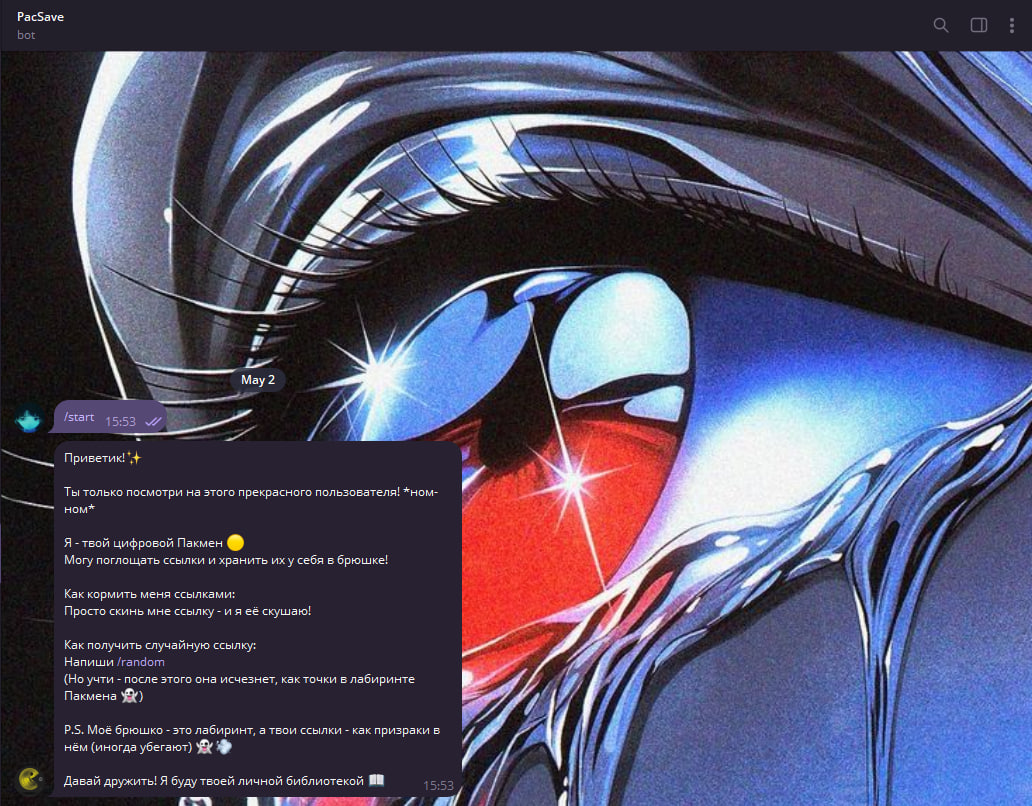 PacSave
bot
May 2
/start 15:53
Приветик!✨
Ты только посмотри на этого прекрасного пользователя! *ном-
ном*
Я - твой цифровой Пакмен 🟡
Могу поглощать ссылки и хранить их у себя в брюшке!
Как кормить меня ссылками:
Просто скинь мне ссылку - и я её скушаю!
Как получить случайную ссылку:
Напиши /random
(Но учти - после этого она исчезнет, как точки в лабиринте
Пакмена 👻)
P.S. Моё брюшко - это лабиринт, а твои ссылки - как призраки в
нём (иногда убегают) 👻💨
Давай дружить! Я буду твоей личной библиотекой 📖 15:53